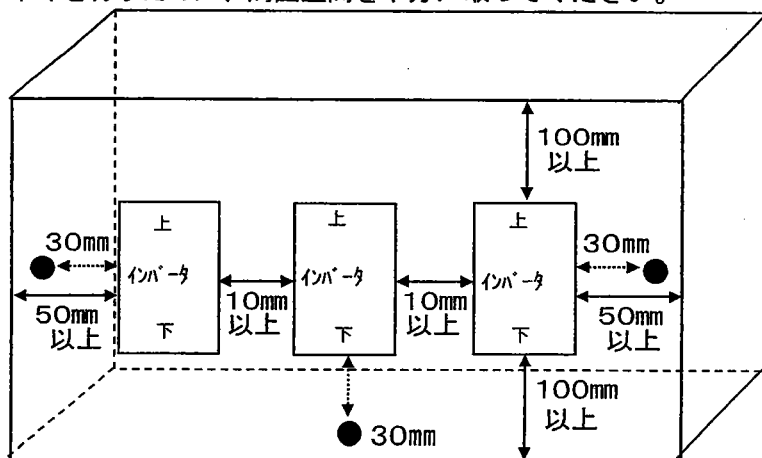 100mm
以上
上 上 上
30mm 30mm
インバータ インバータ インバータ
10mm 10mm
50mm 以上 以上 50mm
以上 以上
下 下 下
100mm
以上
30mm